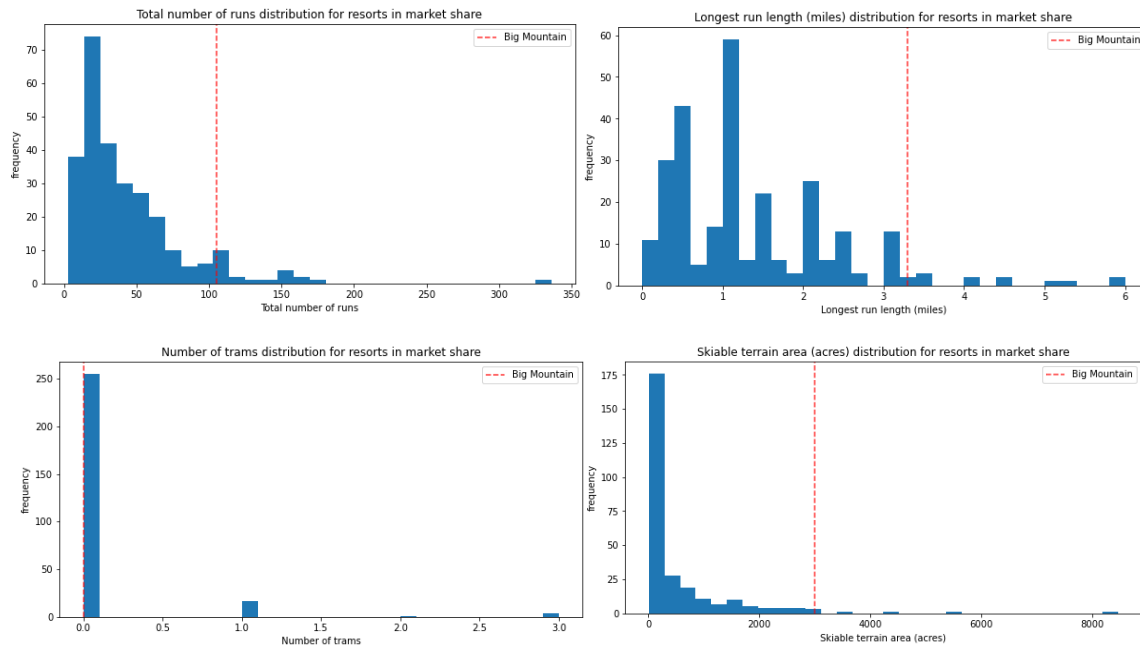 Total number of runs distribution for resorts in market share
Big Mountain
70
60
50
40
30
20
10
0
frequency
0 50 100 150 200 250 300 350
Total number of runs
Longest run length (miles) distribution for resorts in market share
Big Mountain
60
50
40
30
20
10
0
frequency
0 1 2 3 4 5 6
Longest run length (miles)
Number of trams distribution for resorts in market share
Big Mountain
250
200
150
100
50
0
frequency
0.0 0.5 1.0 1.5 2.0 2.5 3.0
Number of trams
Skiable terrain area (acres) distribution for resorts in market share
Big Mountain
175
150
125
100
75
50
25
0
frequency
0 2000 4000 6000 8000
Skiable terrain area (acres)